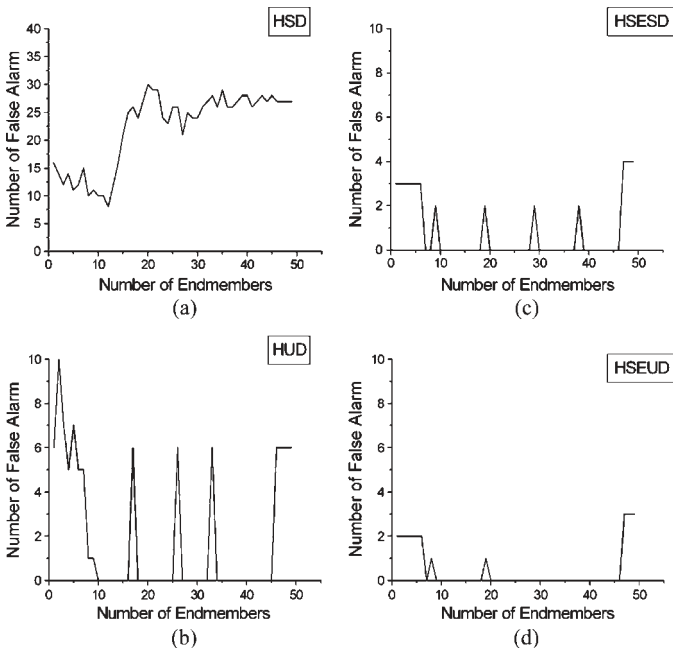 HSD
Number of False Alarm
40
35
30
25
20
15
10
5
0
0 10 20 30 40 50
Number of Endmembers
(a)
HSESD
Number of False Alarm
10
8
6
4
2
0
0 10 20 30 40 50
Number of Endmembers
(c)
HUD
Number of False Alarm
10
8
6
4
2
0
0 10 20 30 40 50
Number of Endmembers
(b)
HSEUD
Number of False Alarm
10
8
6
4
2
0
0 10 20 30 40 50
Number of Endmembers
(d)